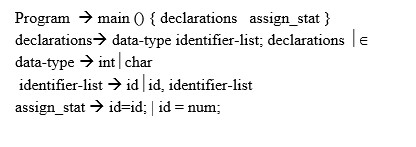 Program → main () { declarations assign_stat }
declarations→ data-type identifier-list; declarations |∈
data-type → int|char
identifier-list → id|id, identifier-list
assign_stat → id=id; | id = num;